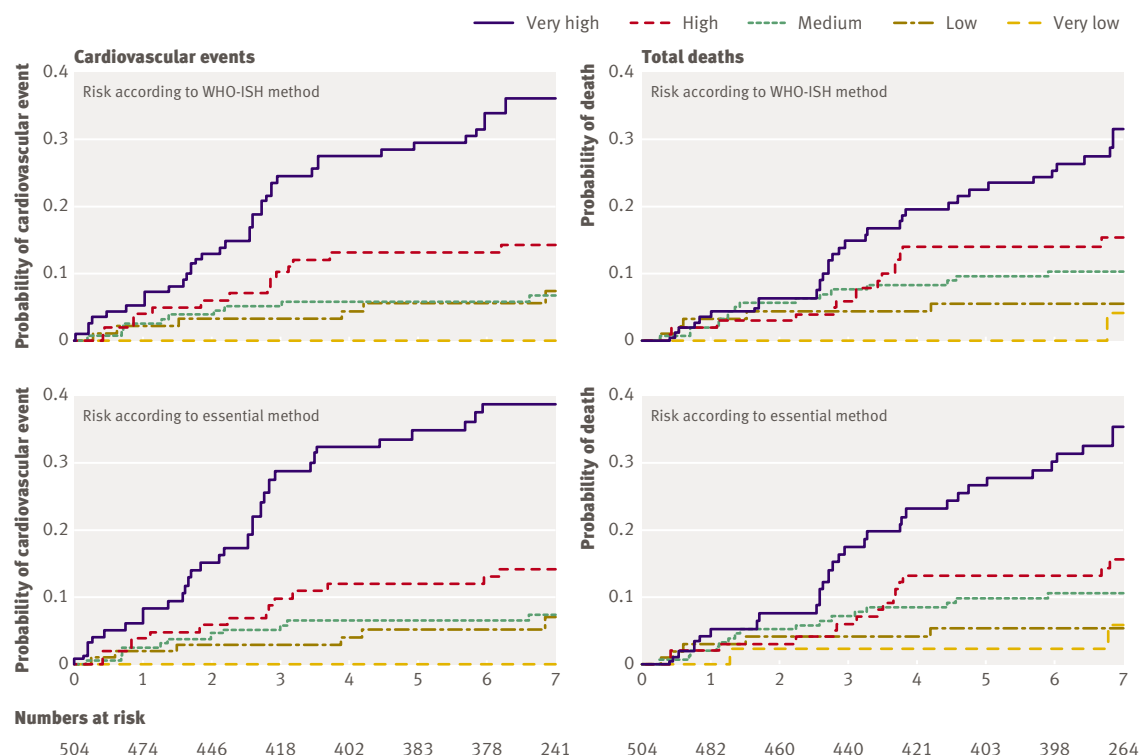 Very high High Medium Low Very low
Cardiovascular events
Probability of cardiovascular event
0.4
0.3
0.2
0.1
0
Risk according to WHO-ISH method
Total deaths
Probability of death
0.4
0.3
0.2
0.1
0
Risk according to WHO-ISH method
Probability of cardiovascular event
0.4
0.3
0.2
0.1
0
Risk according to essential method
0 1 2 3 4 5 6 7
Probability of death
0.4
0.3
0.2
0.1
0
Risk according to essential method
0 1 2 3 4 5 6 7
Numbers at risk
504 474 446 418 402 383 378 241
504 482 460 440 421 403 398 264